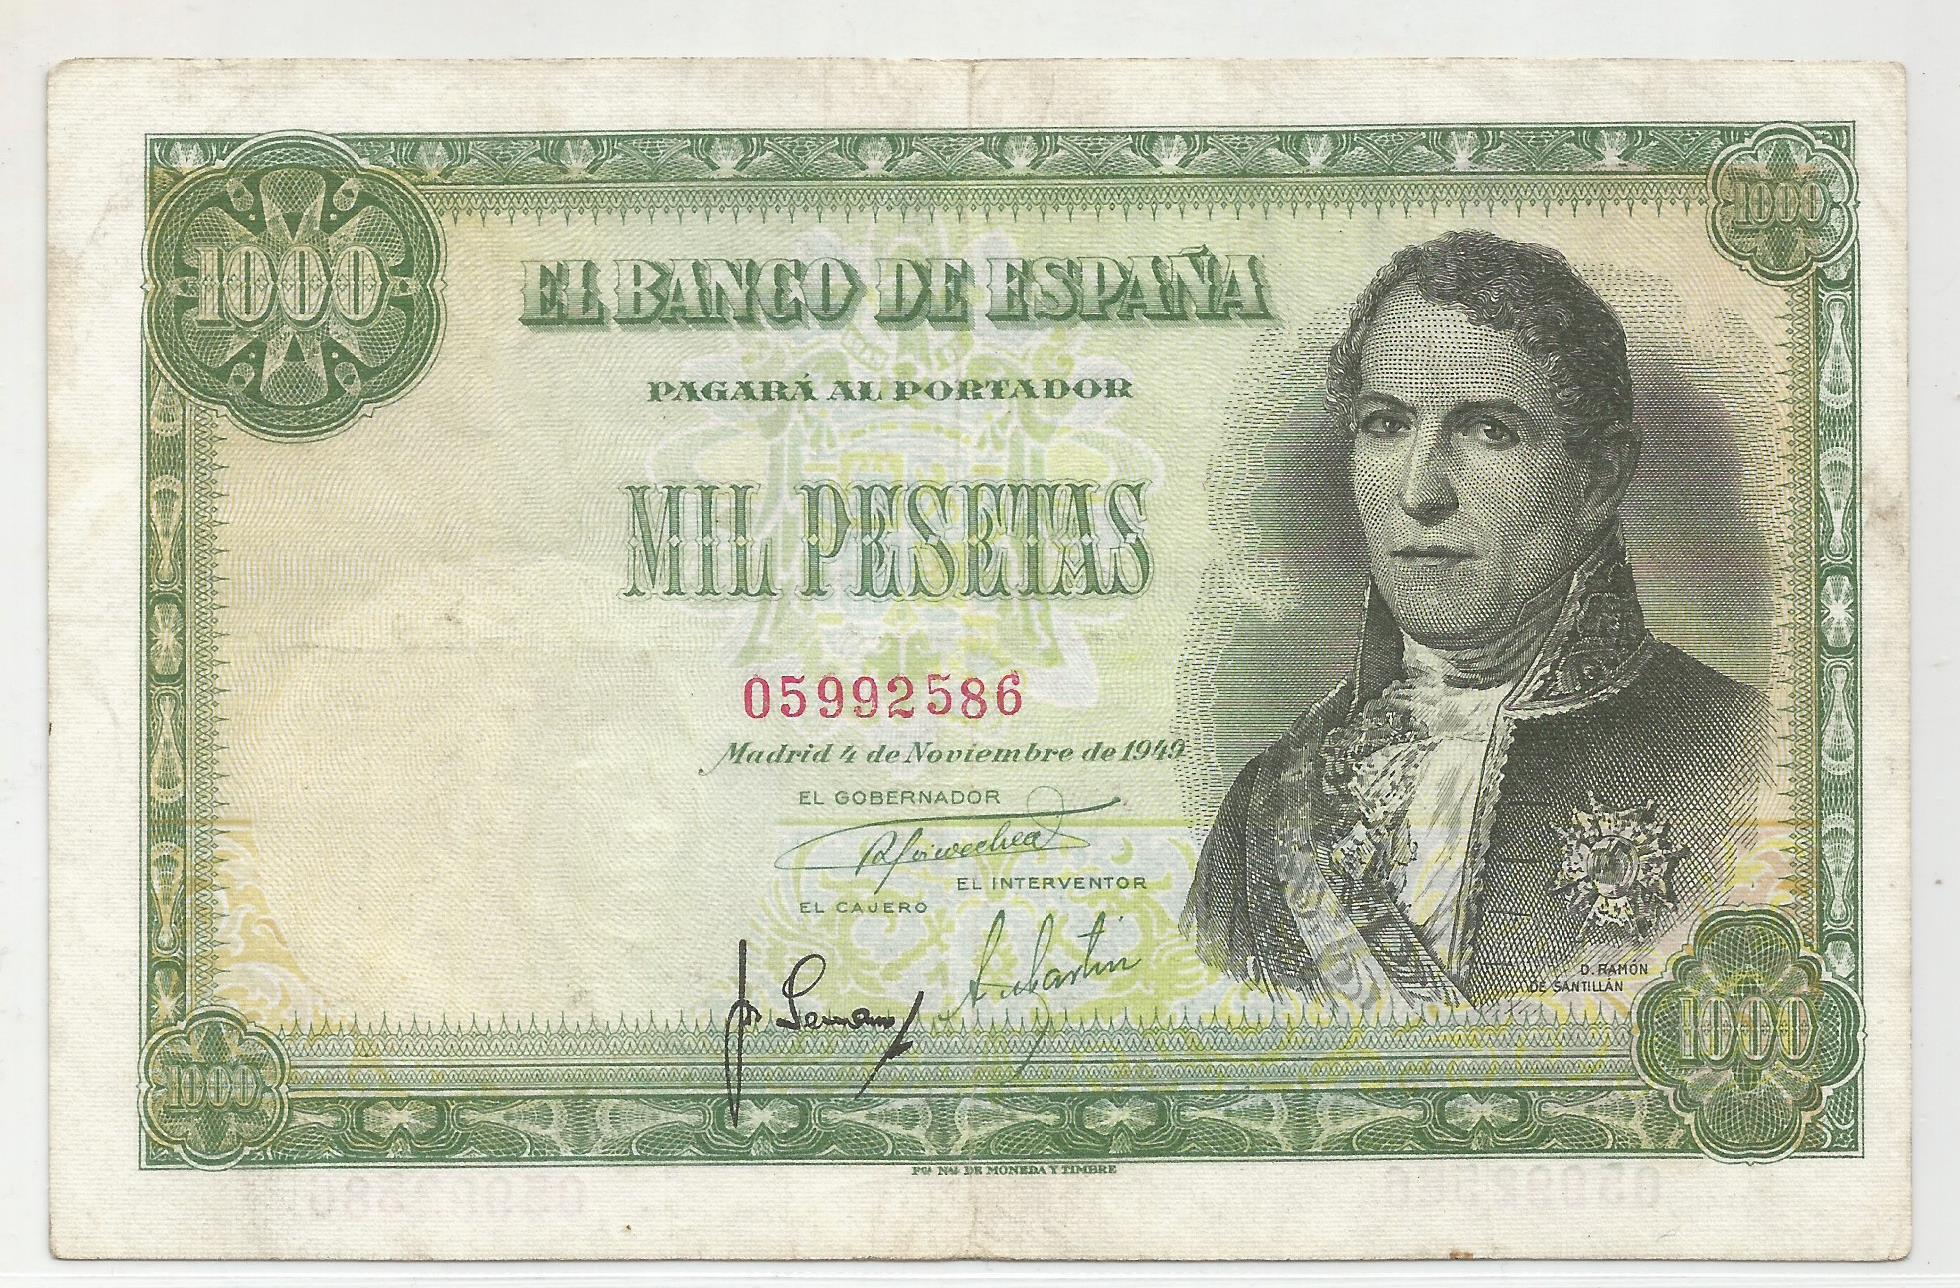 1000
1000
EL BANCO DE ESPAÑA
PAGARÁ AL PORTADOR
MIL PESETAS
05992586
Madrid 4 de Noviembre de 1949
EL GOBERNADOR
EL INTERVENTOR
EL CAJERO
D. RAMÓN
DE SANTILLÁN
1000
1000
Fca Nal DE MONEDA Y TIMBRE